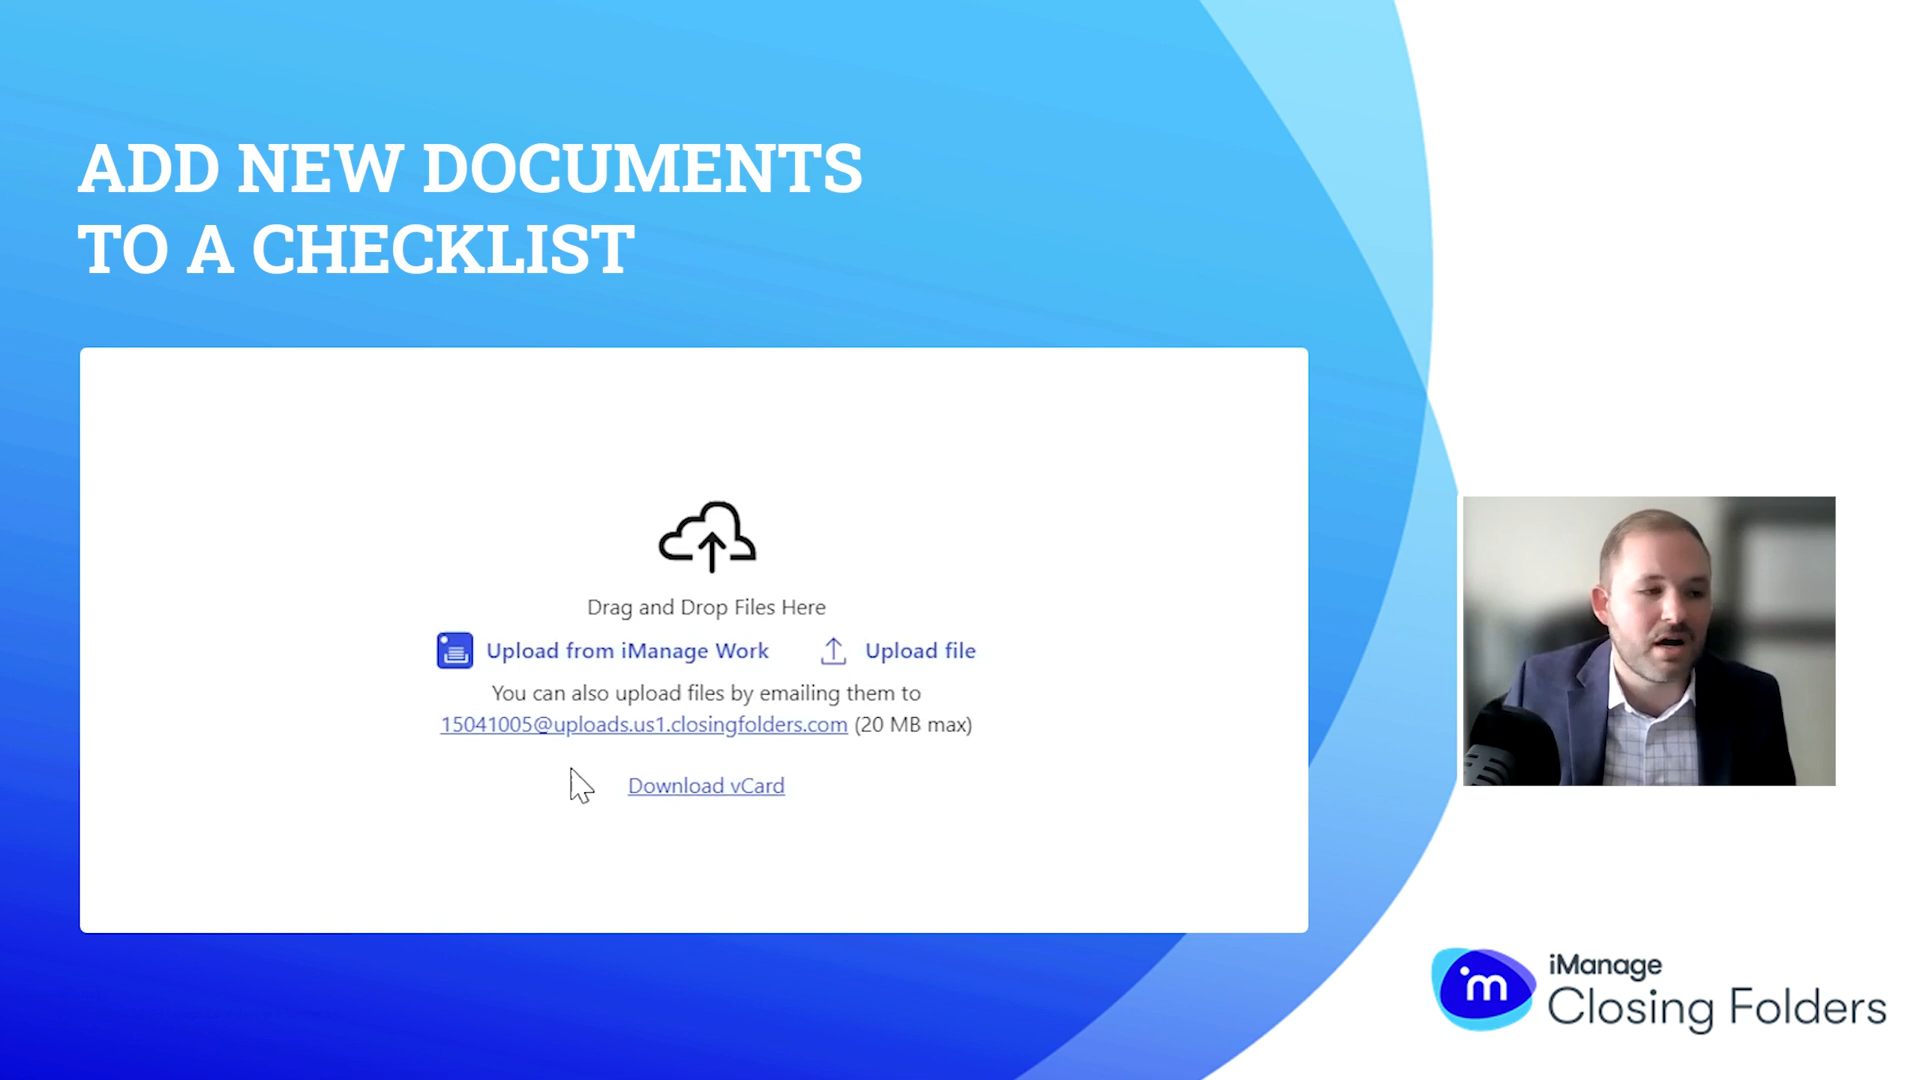 ADD NEW DOCUMENTS
TO A CHECKLIST
Drag and Drop Files Here
Upload from iManage Work
Upload file
You can also upload files by emailing them to
15041005@uploads.us1.closingfolders.com (20 MB max)
Download vCard
im
iManage
Closing Folders